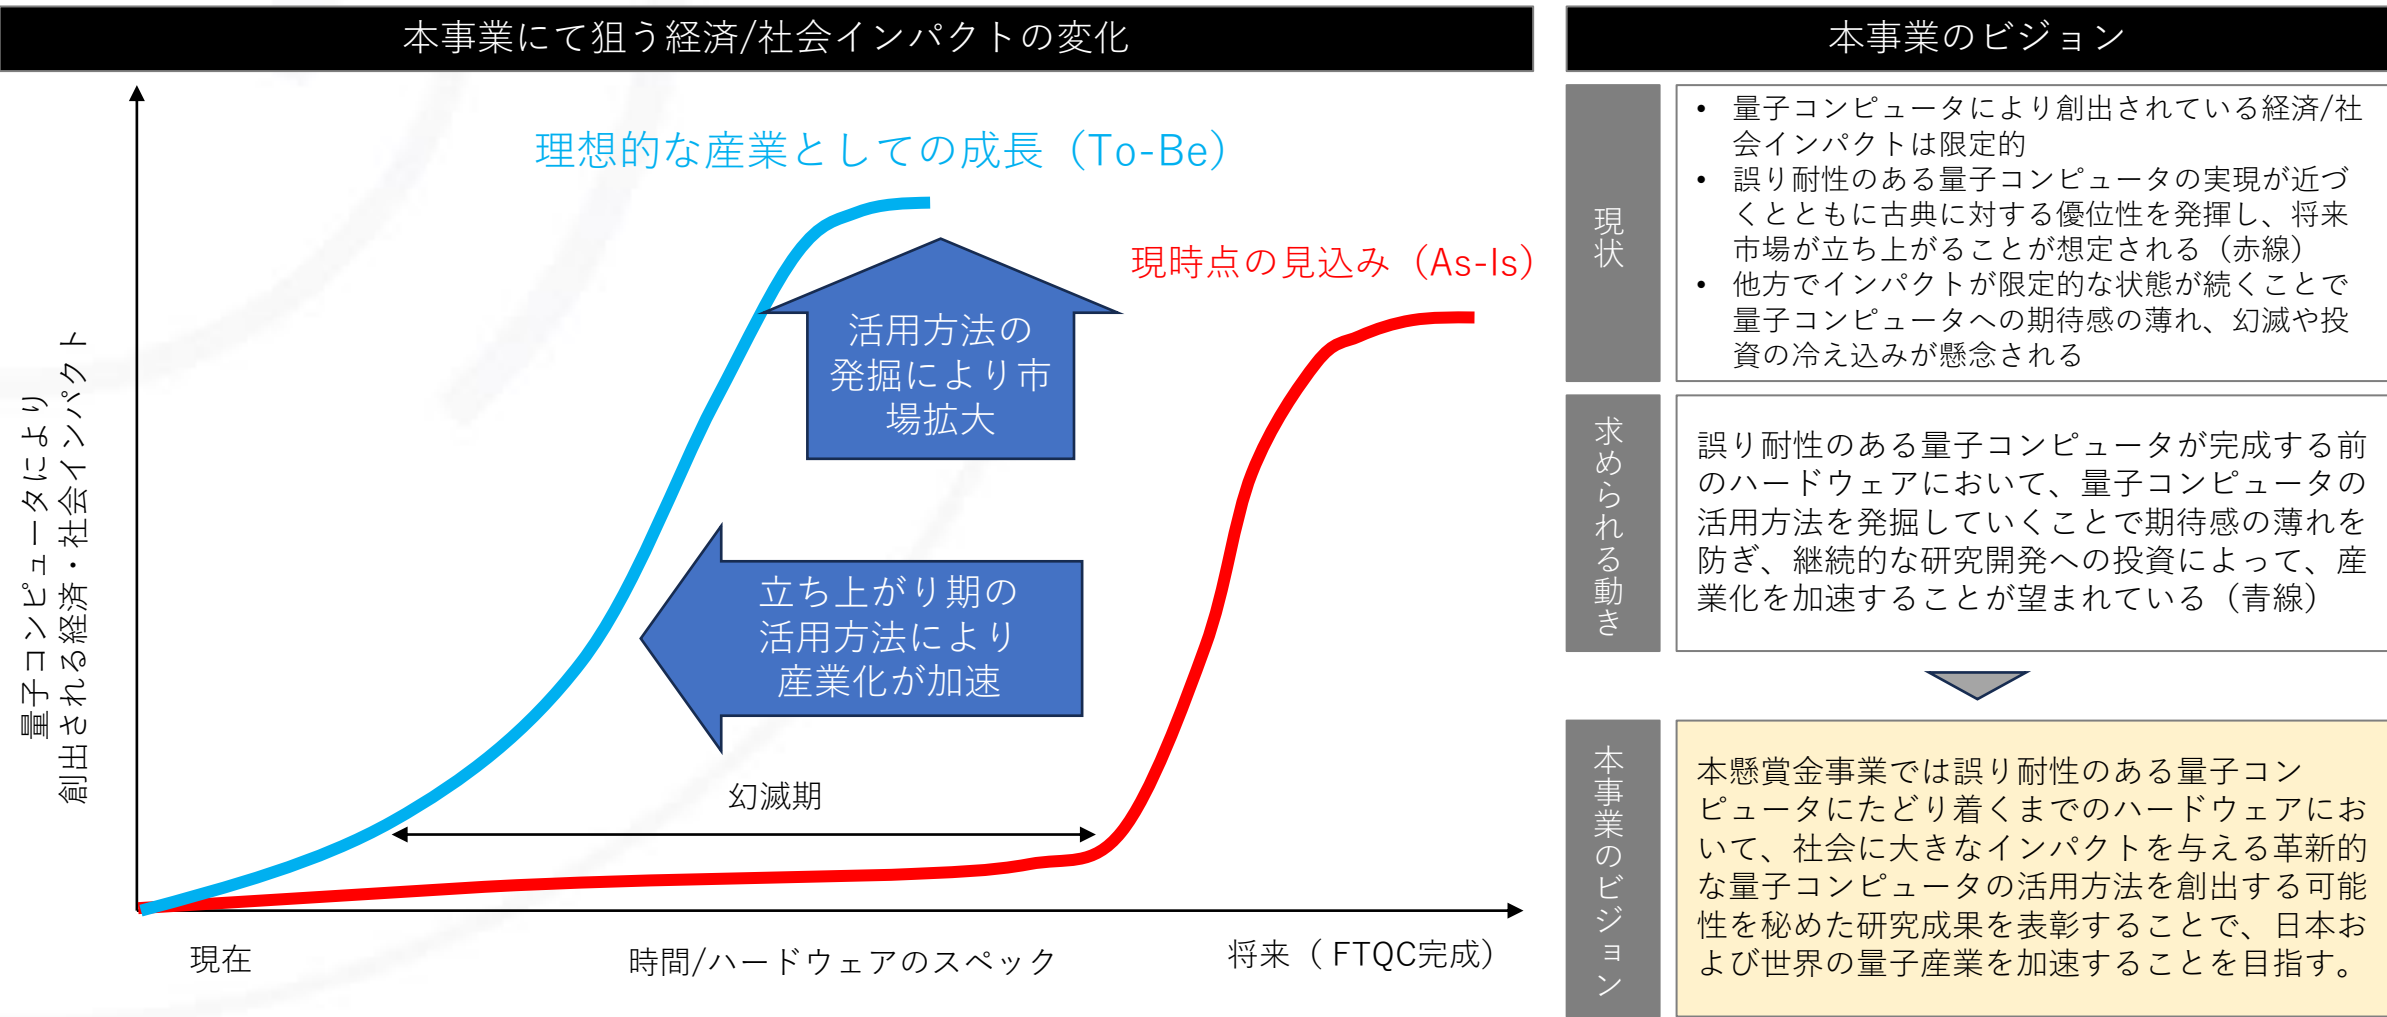 本事業にて狙う経済/社会インパクトの変化
量子コンピュータにより
創出される経済・社会インパクト
理想的な産業としての成長（To-Be）
現時点の見込み（As-Is）
活用方法の
発掘により市
場拡大
立ち上がり期の
活用方法により
産業化が加速
幻滅期
現在
時間/ハードウェアのスペック
将来（ FTQC完成）
本事業のビジョン
現状
• 量子コンピュータにより創出されている経済/社
会インパクトは限定的
• 誤り耐性のある量子コンピュータの実現が近づ
くとともに古典に対する優位性を発揮し、将来
市場が立ち上がることが想定される（赤線）
• 他方でインパクトが限定的な状態が続くことで
量子コンピュータへの期待感の薄れ、幻滅や投
資の冷え込みが懸念される
求められる動き
誤り耐性のある量子コンピュータが完成する前
のハードウェアにおいて、量子コンピュータの
活用方法を発掘していくことで期待感の薄れを
防ぎ、継続的な研究開発への投資によって、産
業化を加速することが望まれている（青線）
本事業のビジョン
本懸賞金事業では誤り耐性のある量子コン
ピュータにたどり着くまでのハードウェアにお
いて、社会に大きなインパクトを与える革新的
な量子コンピュータの活用方法を創出する可能
性を秘めた研究成果を表彰することで、日本お
よび世界の量子産業を加速することを目指す。